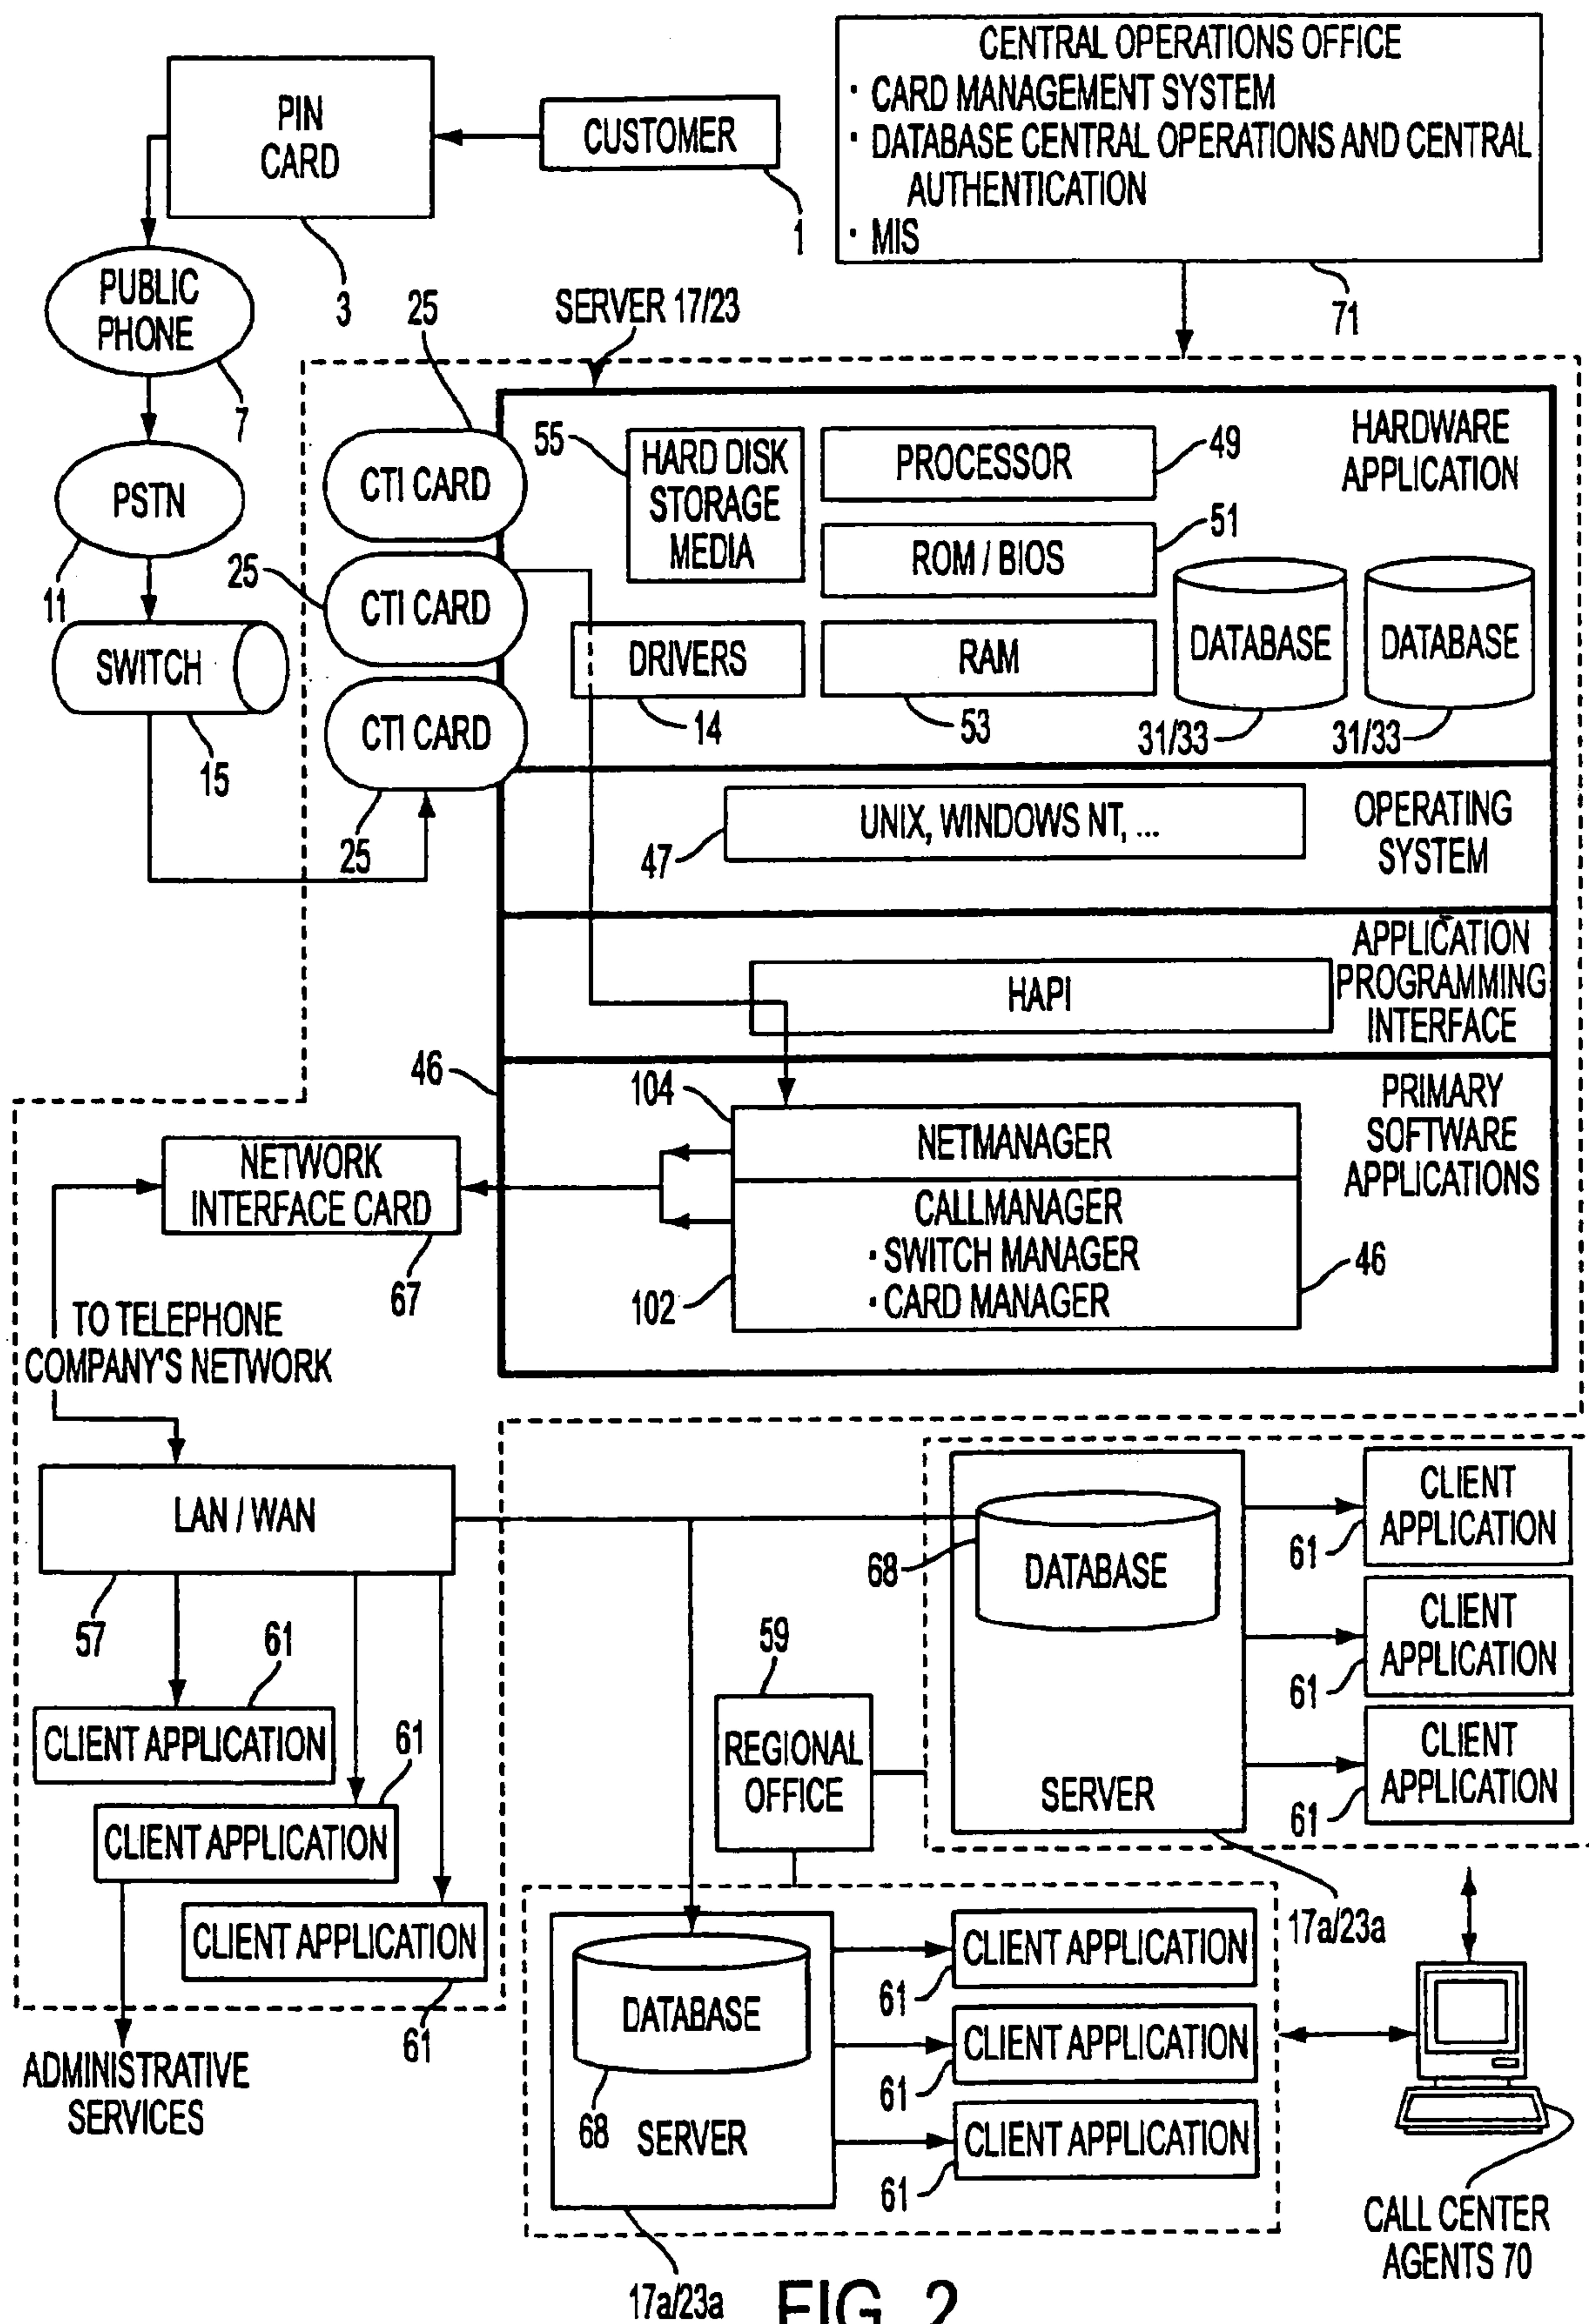 CENTRAL OPERATIONS OFFICE
· CARD MANAGEMENT SYSTEM
· DATABASE CENTRAL OPERATIONS AND CENTRAL
AUTHENTICATION
· MIS
71
PIN
CARD
3
CUSTOMER
1
PUBLIC
PHONE
7
PSTN
11
SWITCH
15
SERVER 17/23
25
CTI CARD
25
CTI CARD
CTI CARD
25
HARDWARE
APPLICATION
55
HARD DISK
STORAGE
MEDIA
PROCESSOR
49
ROM / BIOS
51
DRIVERS
14
RAM
53
DATABASE
31/33
DATABASE
31/33
OPERATING
SYSTEM
UNIX, WINDOWS NT, ...
47
APPLICATION
PROGRAMMING
INTERFACE
HAPI
46
PRIMARY
SOFTWARE
APPLICATIONS
104
NETMANAGER
CALLMANAGER
· SWITCH MANAGER
· CARD MANAGER
102
46
NETWORK
INTERFACE CARD
67
TO TELEPHONE
COMPANY'S NETWORK
LAN / WAN
57
61
CLIENT APPLICATION
61
CLIENT APPLICATION
CLIENT APPLICATION
61
ADMINISTRATIVE
SERVICES
68
DATABASE
SERVER
17a/23a
CLIENT
APPLICATION
61
CLIENT
APPLICATION
61
CLIENT
APPLICATION
61
59
REGIONAL
OFFICE
DATABASE
68
SERVER
17a/23a
CLIENT APPLICATION
61
CLIENT APPLICATION
61
CLIENT APPLICATION
61
CALL CENTER
AGENTS 70
FIG. 2